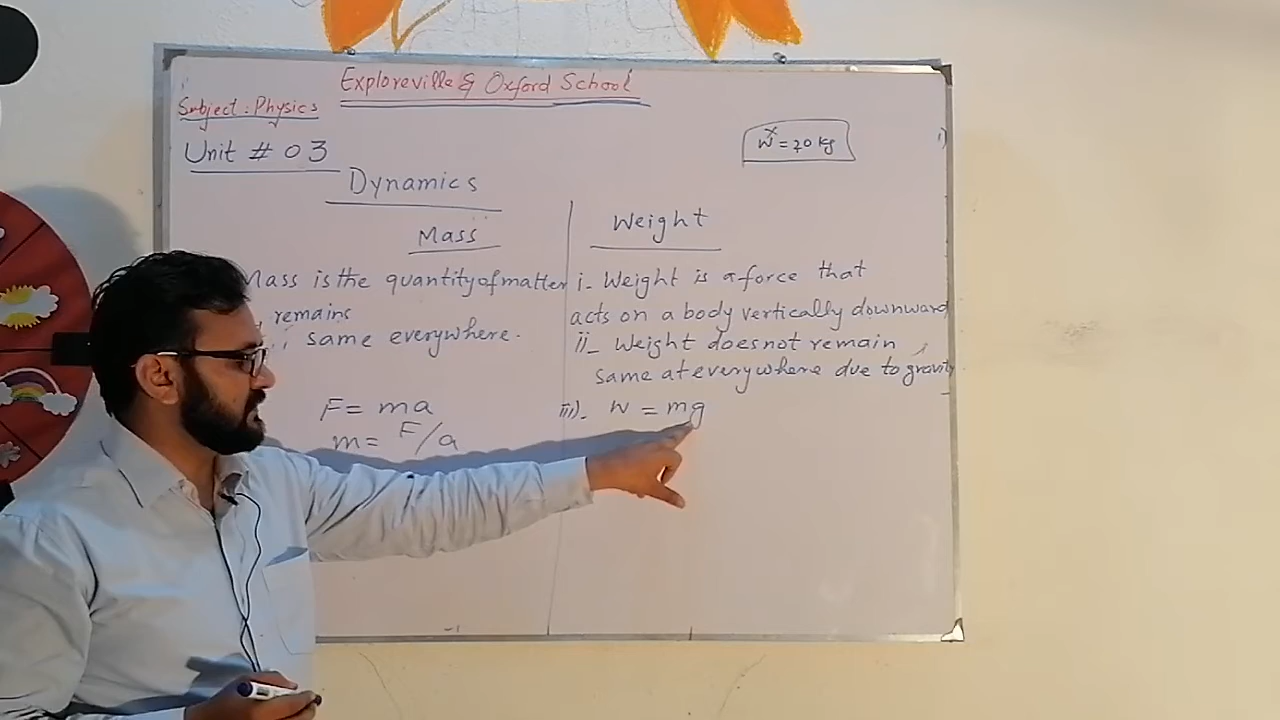 Exploreville & Oxford School
Subject: Physics
Unit # 03
W = 20 kg
i)
Dynamics
Mass
Mass is the quantity of matter
remains
same everywhere.
F = ma
m = F/a
Weight
i- Weight is a force that
acts on a body vertically downward
ii- Weight does not remain
same at everywhere due to gravity
iii)- W = mg